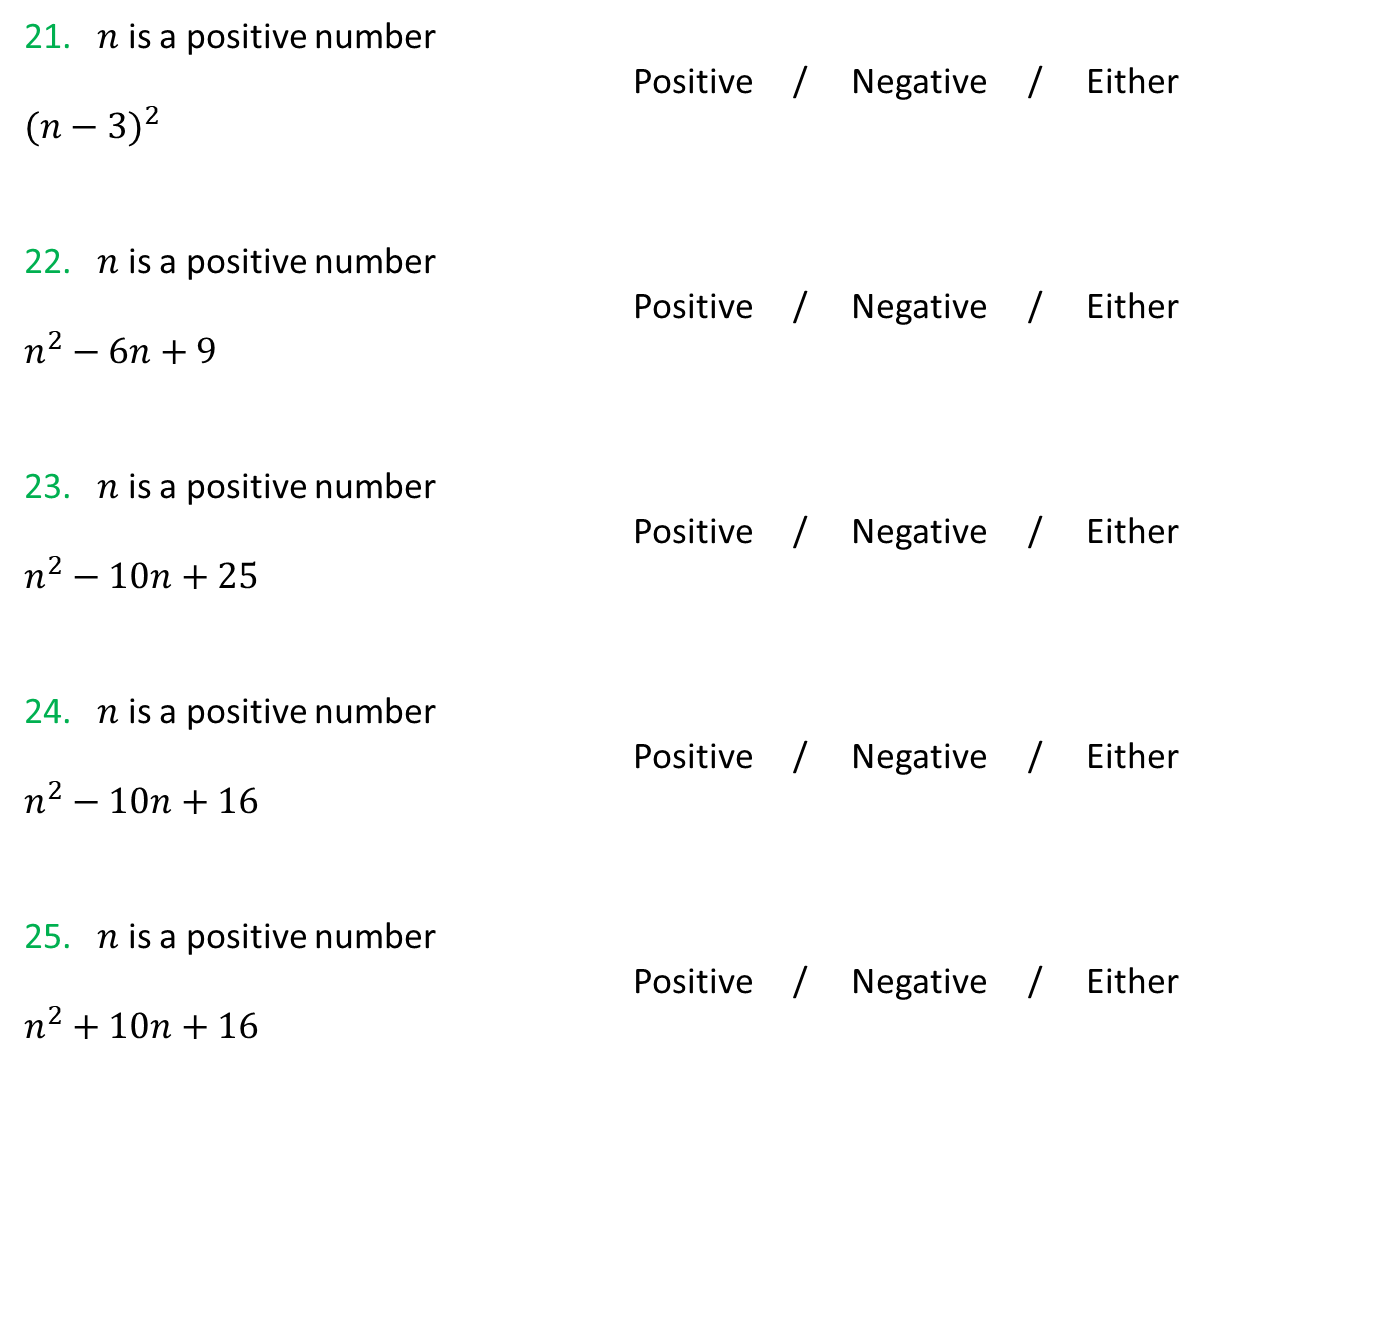 21. n is a positive number
Positive / Negative / Either
(n − 3)²
22. n is a positive number
Positive / Negative / Either
n² − 6n + 9
23. n is a positive number
Positive / Negative / Either
n² − 10n + 25
24. n is a positive number
Positive / Negative / Either
n² − 10n + 16
25. n is a positive number
Positive / Negative / Either
n² + 10n + 16